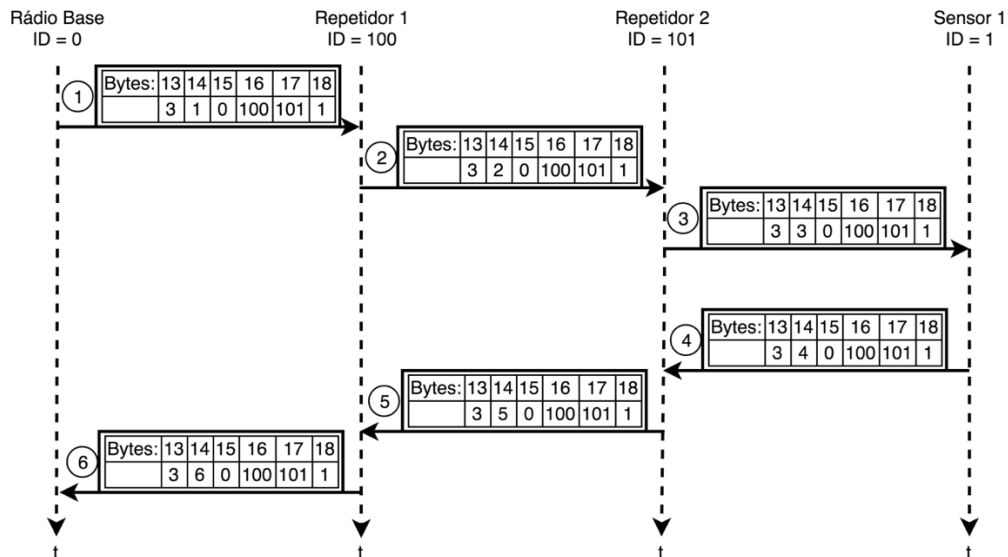 Rádio Base
ID = 0
Repetidor 1
ID = 100
Repetidor 2
ID = 101
Sensor 1
ID = 1
1
Bytes: 13 14 15 16 17 18
3 1 0 100 101 1
2
Bytes: 13 14 15 16 17 18
3 2 0 100 101 1
3
Bytes: 13 14 15 16 17 18
3 3 0 100 101 1
4
Bytes: 13 14 15 16 17 18
3 4 0 100 101 1
5
Bytes: 13 14 15 16 17 18
3 5 0 100 101 1
6
Bytes: 13 14 15 16 17 18
3 6 0 100 101 1
t
t
t
t